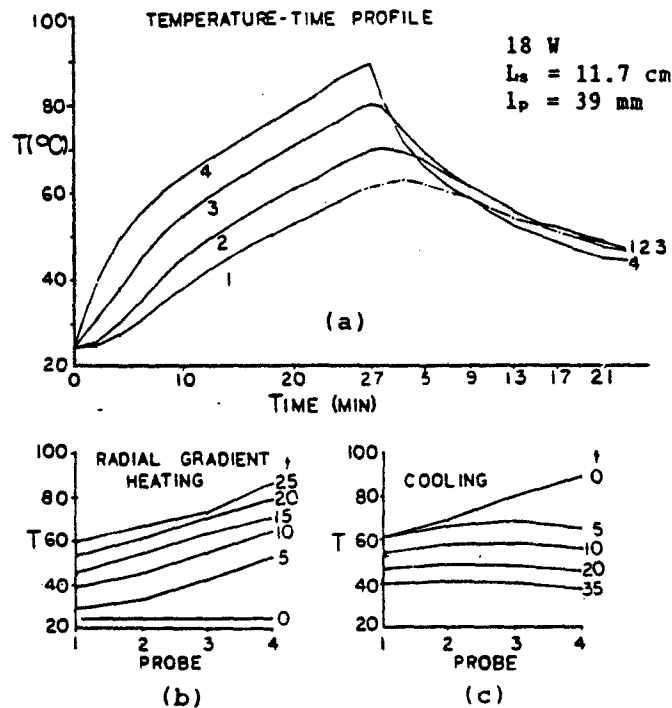 TEMPERATURE-TIME PROFILE
18 W
Ls = 11.7 cm
lp = 39 mm
100
80
60
40
20
T(°C)
4
3
2
1
1 2 3
4
(a)
0 10 20 27 5 9 13 17 21
TIME (MIN)
RADIAL GRADIENT
HEATING
t
100
80
T 60
40
20
25
20
15
10
5
0
1 2 3 4
PROBE
(b)
COOLING
t
100
80
T 60
40
20
0
5
10
20
35
1 2 3 4
PROBE
(c)